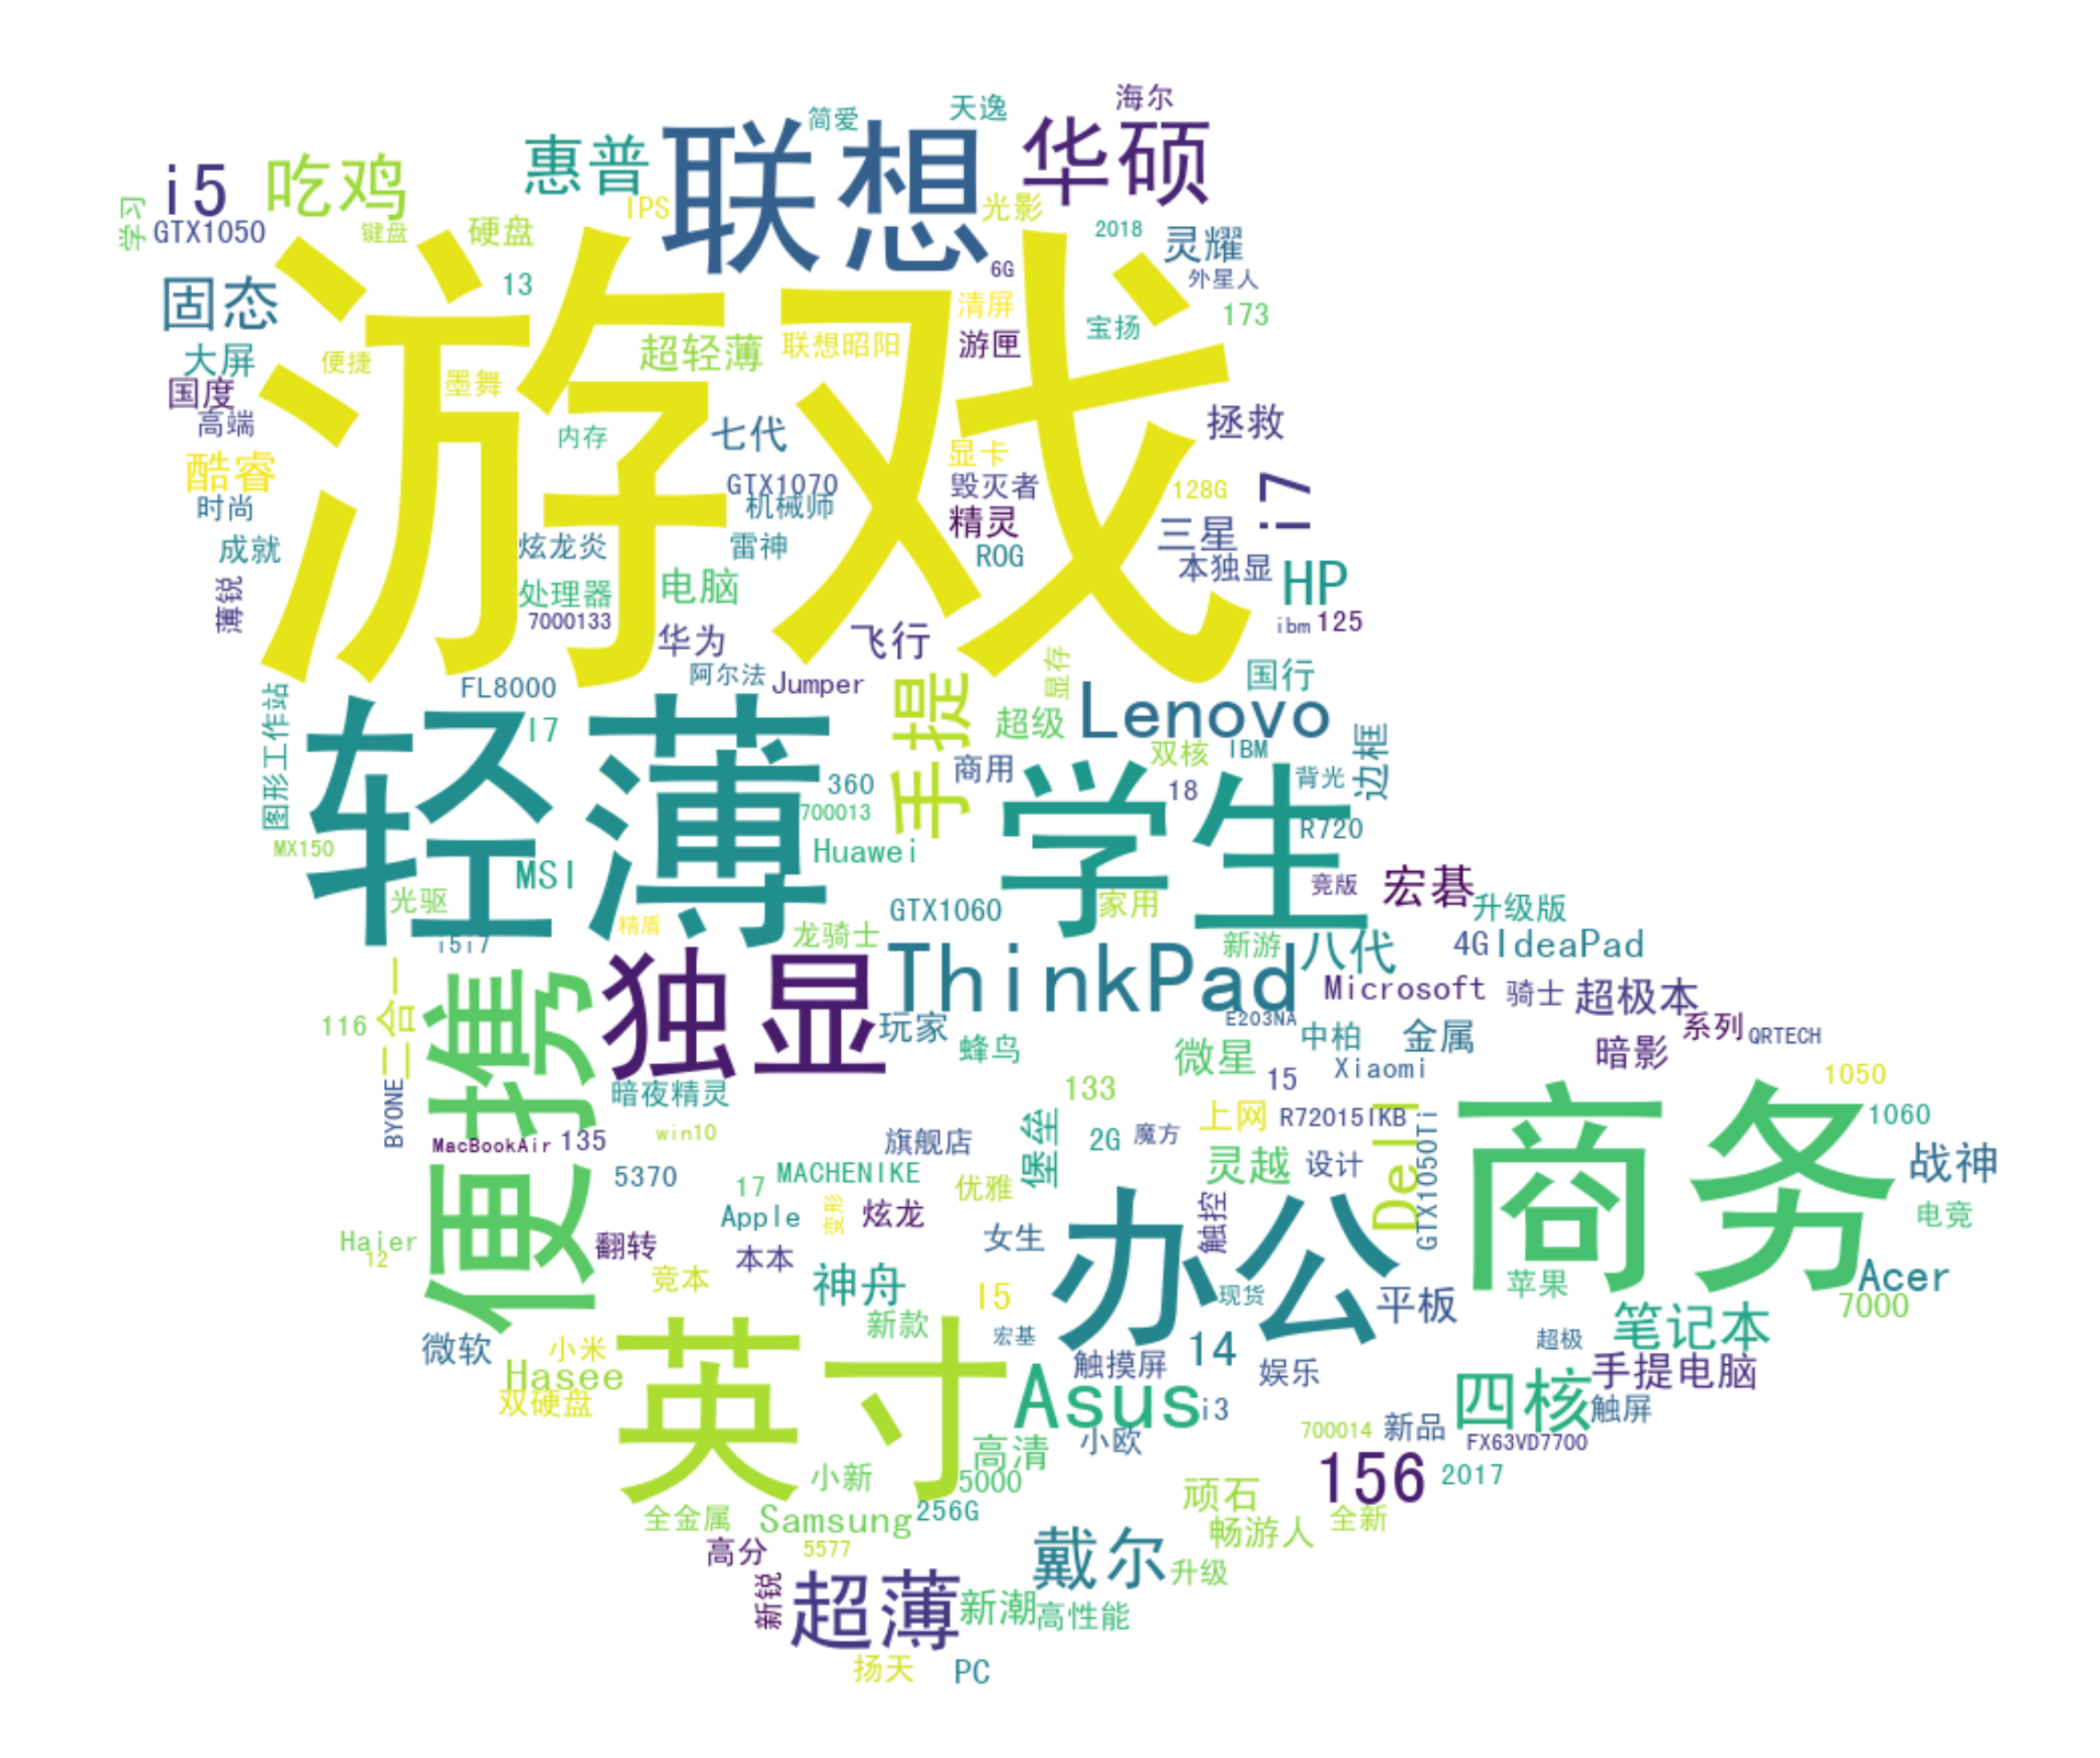 海尔
简爱
天逸
联想
华硕
惠普
吃鸡
i5
学习
GTX1050
键盘
硬盘
IPS
光影
2018
灵耀
外星人
6G
13
固态
游戏
清屏
173
宝扬
大屏
便捷
超轻薄
联想昭阳
游匣
国度
墨舞
高端
内存
七代
显卡
拯救
酷睿
GTX1070
毁灭者
128G
i7
时尚
机械师
精灵
三星
成就
炫龙炎
雷神
ROG
本独显
薄锐
处理器
电脑
HP
7000133
华为
飞行
ibm
125
阿尔法
Jumper
显存
国行
FL8000
手提
图形工作站
轻薄
I7
超级
Lenovo
双核
IBM
边框
360
商用
学生
18
背光
700013
R720
MX150
MSI
Huawei
竞版
宏碁
光驱
精盾
GTX1060
家用
升级版
i5i7
龙骑士
新游
八代
4G
IdeaPad
二合一
便携
独显
ThinkPad
Microsoft
骑士
超极本
116
玩家
E203NA
中柏
金属
系列
QRTECH
蜂鸟
微星
暗影
BYONE
暗夜精灵
133
15
Xiaomi
1050
win10
堡垒
上网
R72015IKB
Dell
商务
1060
MacBookAir
135
旗舰店
2G
魔方
GTX1050Ti
5370
17
MACHENIKE
优雅
灵越
设计
战神
Apple
变形
炫龙
办公
触控
电竞
Haier
翻转
女生
12
本本
竞本
神舟
I5
现货
平板
苹果
Acer
7000
新款
宏基
微软
小米
英寸
14
超极
笔记本
Hasee
触摸屏
娱乐
手提电脑
双硬盘
Asus
i3
四核
触屏
高清
小欧
700014
新品
FX63VD7700
小新
5000
156
2017
全金属
Samsung
256G
顽石
畅游人
全新
高分
5577
戴尔
升级
新锐
超薄
新潮
高性能
扬天
PC